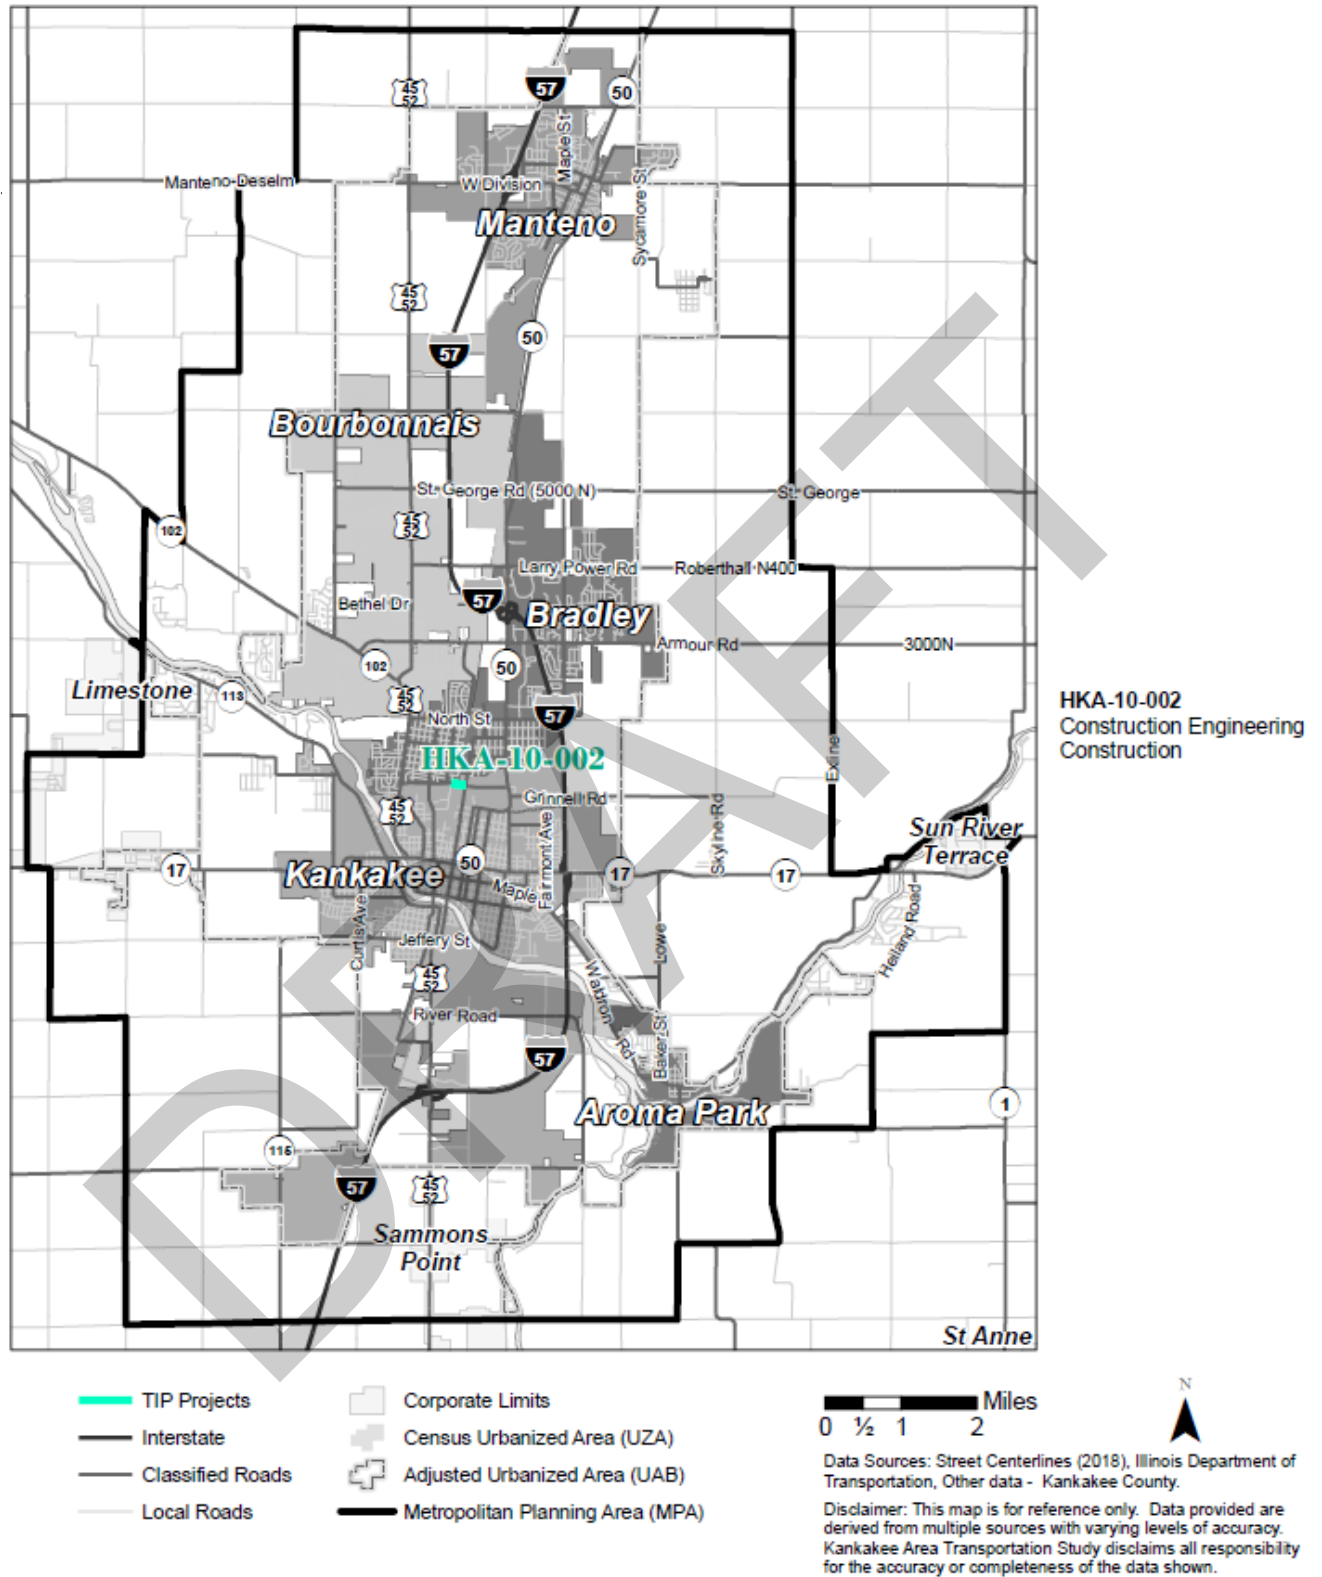 45
52
57
50
Maple St
Manteno-Deselm
W Division
Manteno
Sycamore St
45
52
57
50
Bourbonnais
St. George Rd (5000 N)
St. George
102
45
52
Larry Power Rd
Roberthall N400
Bethel Dr
57
Bradley
Armour Rd
3000N
102
50
Limestone
113
45
52
North St
57
HKA-10-002
HKA-10-002
Construction Engineering
Construction
Exline
Grinnell Rd
45
52
Skyline Rd
Fairmont Ave
Sun River
Terrace
17
Kankakee
50
17
17
Maple
Curtis Ave
Jeffery St
Lowe
Heiland Road
45
52
Waldron Rd
River Road
Baker St
57
Aroma Park
1
115
57
45
52
Sammons
Point
St Anne
DRAFT
TIP Projects
Interstate
Classified Roads
Local Roads
Corporate Limits
Census Urbanized Area (UZA)
Adjusted Urbanized Area (UAB)
Metropolitan Planning Area (MPA)
Miles
0 ½ 1 2
N
Data Sources: Street Centerlines (2018), Illinois Department of
Transportation, Other data - Kankakee County.
Disclaimer: This map is for reference only. Data provided are
derived from multiple sources with varying levels of accuracy.
Kankakee Area Transportation Study disclaims all responsibility
for the accuracy or completeness of the data shown.